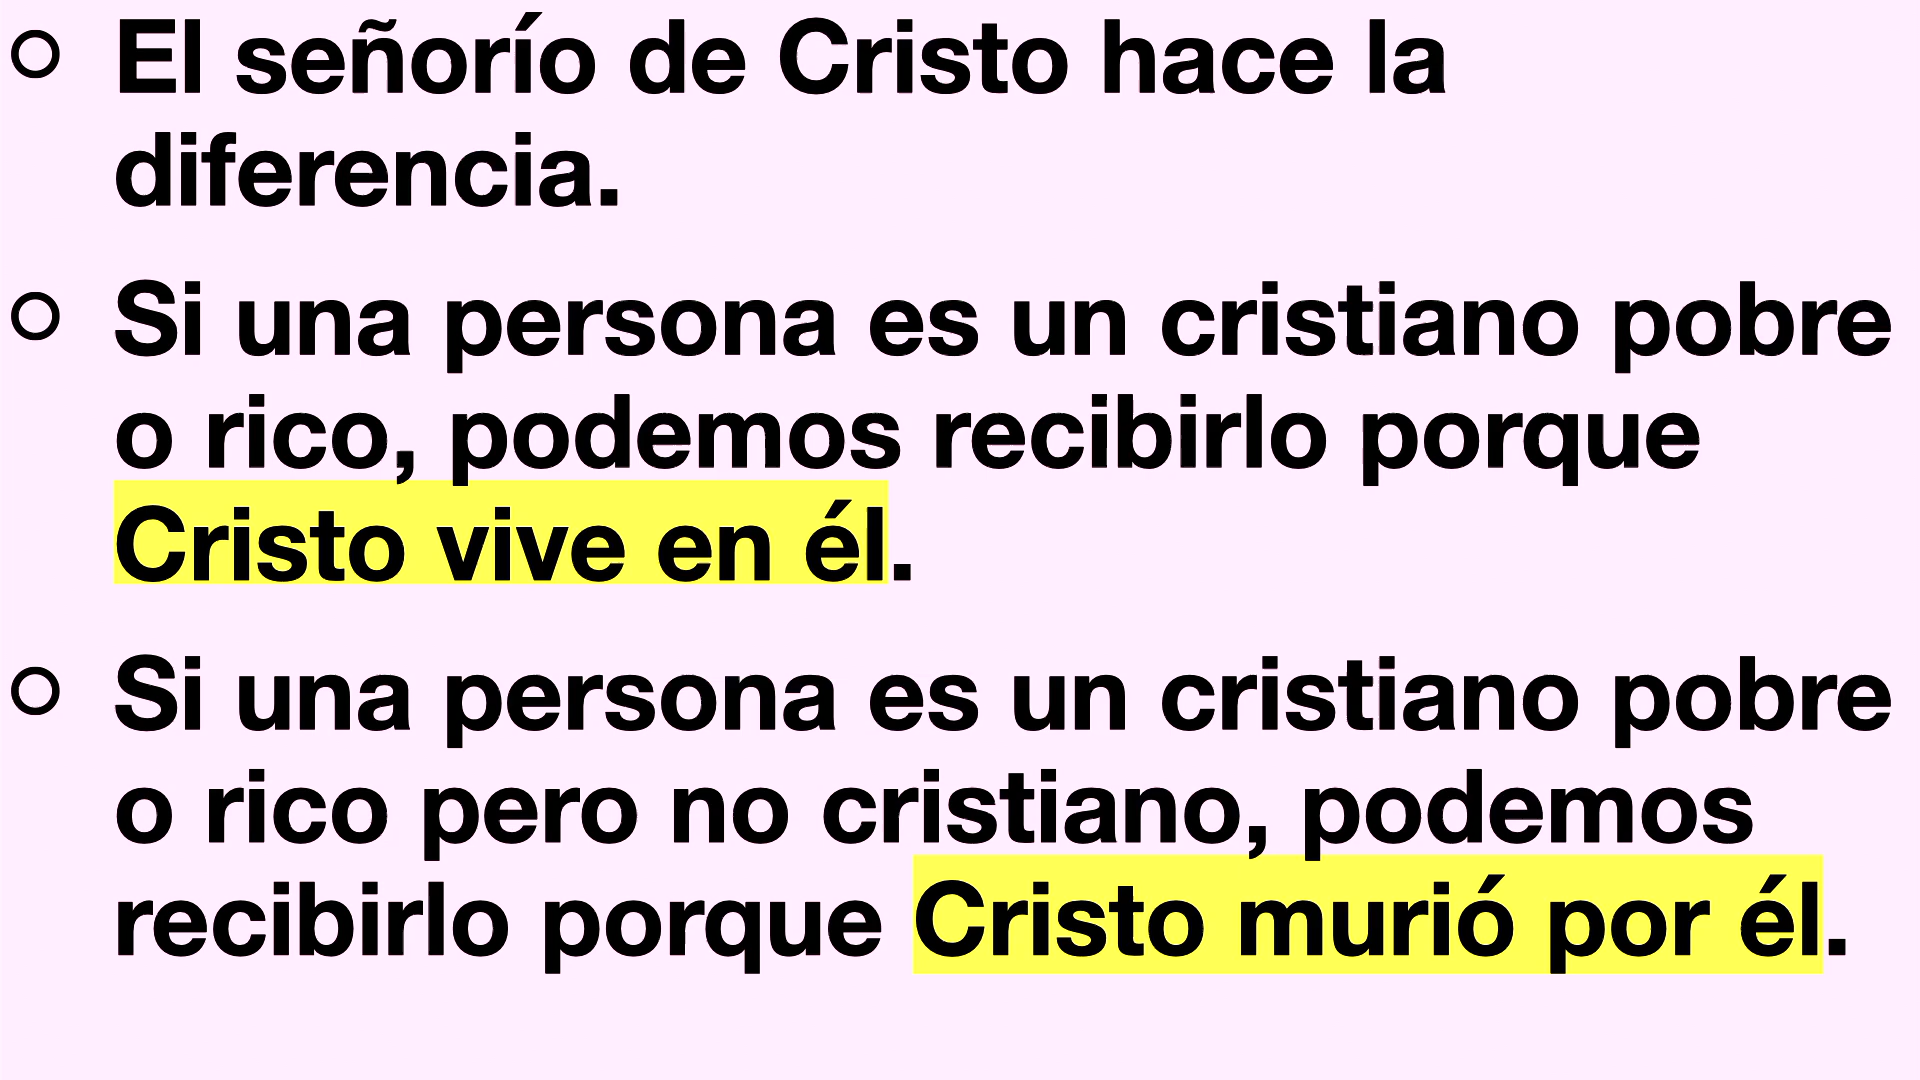 ○ El señorío de Cristo hace la
diferencia.
○ Si una persona es un cristiano pobre
o rico, podemos recibirlo porque
Cristo vive en él.
○ Si una persona es un cristiano pobre
o rico pero no cristiano, podemos
recibirlo porque Cristo murió por él.